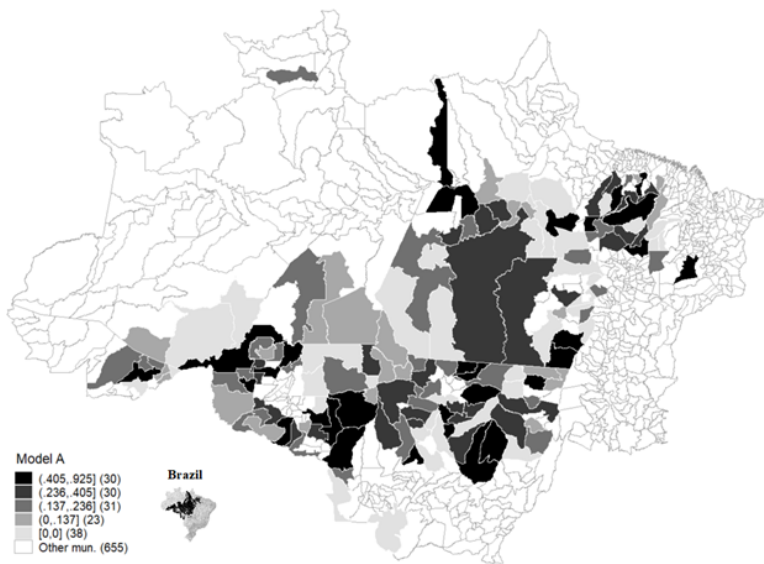 Model A
Brazil
(.405,.925] (30)
(.236,.405] (30)
(.137,.236] (31)
(0,.137] (23)
[0,0] (38)
Other mun. (655)